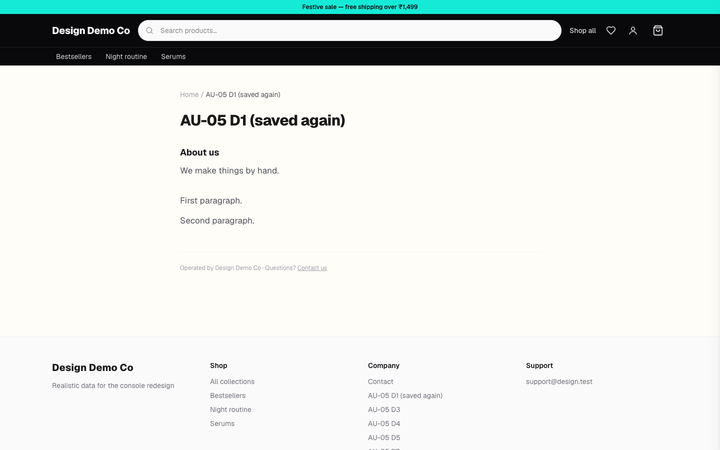 Festive sale — free shipping over ₹1,499
Design Demo Co
Search products…
Shop all
Bestsellers
Night routine
Serums
Home / AU-05 D1 (saved again)
AU-05 D1 (saved again)
About us
We make things by hand.
First paragraph.
Second paragraph.
Operated by Design Demo Co · Questions? Contact us
Design Demo Co
Realistic data for the console redesign
Shop
All collections
Bestsellers
Night routine
Serums
Company
Contact
AU-05 D1 (saved again)
AU-05 D3
AU-05 D4
AU-05 D5
Support
support@design.test